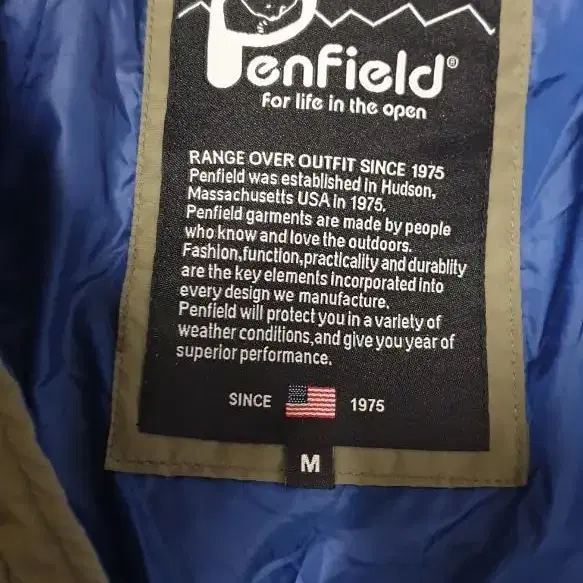 Penfield®
For life in the open
RANGE OVER OUTFIT SINCE 1975
Penfield was established in Hudson,
Massachusetts USA in 1975.
Penfield garments are made by people
who know and love the outdoors.
Fashion,function,practicality and durablity
are the key elements incorporated into
every design we manufacture.
Penfield will protect you in a variety of
weather conditions,and give you year of
superior performance.
SINCE 1975
M